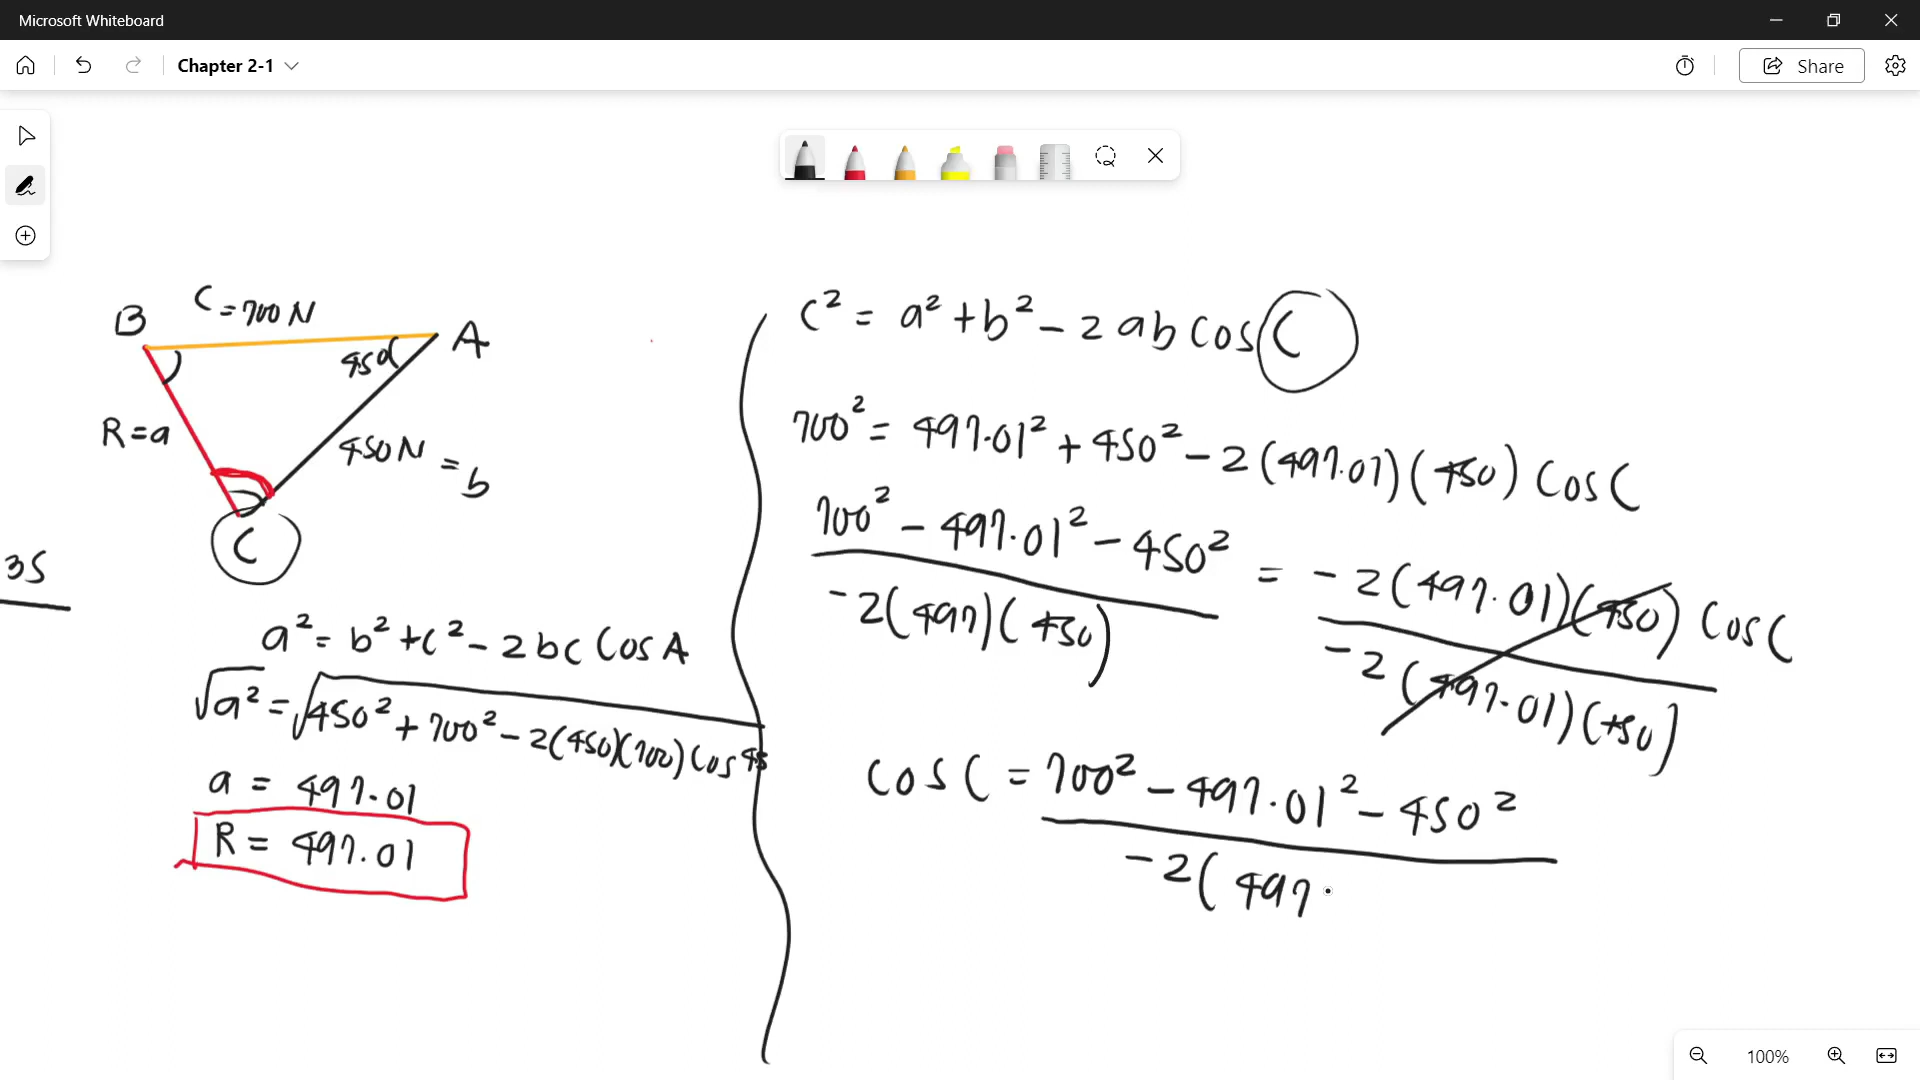 Microsoft Whiteboard
Chapter 2-1
Share
B
C = 700 N
A
45°
R = a
450 N = b
C
35
a² = b² + c² - 2bc Cos A
√a² = √450² + 700² - 2(450)(700) Cos 45
a = 497.01
R = 497.01
c² = a² + b² - 2 ab cos C
700² = 497.01² + 450² - 2(497.01)(450) Cos C
700² - 497.01² - 450² = -2(497.01)(450) Cos C
-2(497)(450)
-2(497.01)(450)
Cos C = 700² - 497.01² - 450²
-2(497.
100%